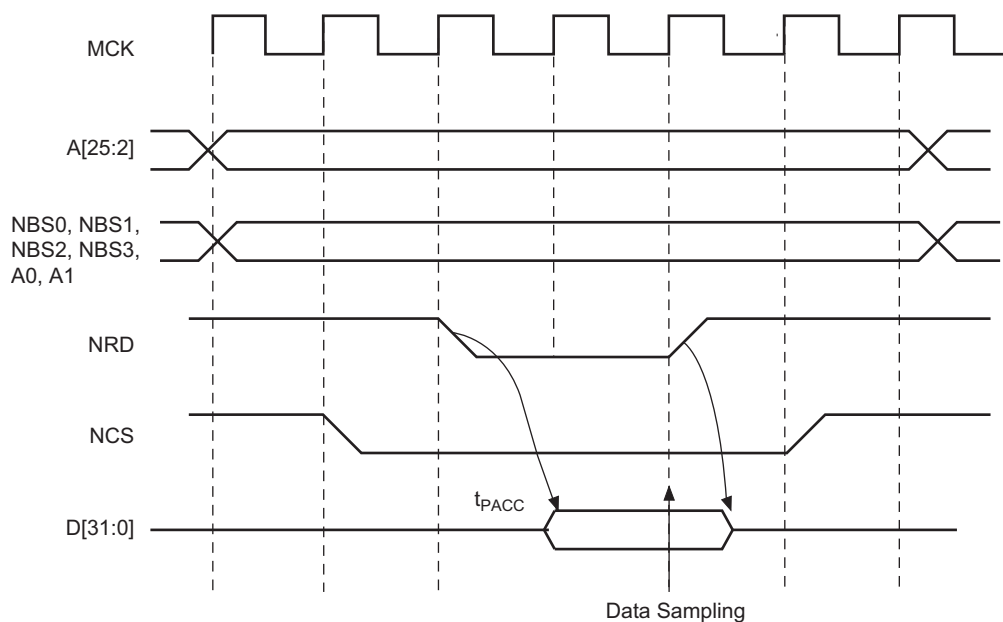 MCK
A[25:2]
NBS0, NBS1,
NBS2, NBS3,
A0, A1
NRD
NCS
tPACC
D[31:0]
Data Sampling